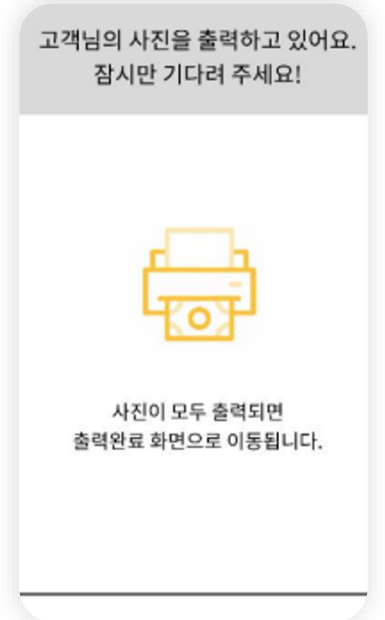 고객님의 사진을 출력하고 있어요.
잠시만 기다려 주세요!
사진이 모두 출력되면
출력완료 화면으로 이동됩니다.